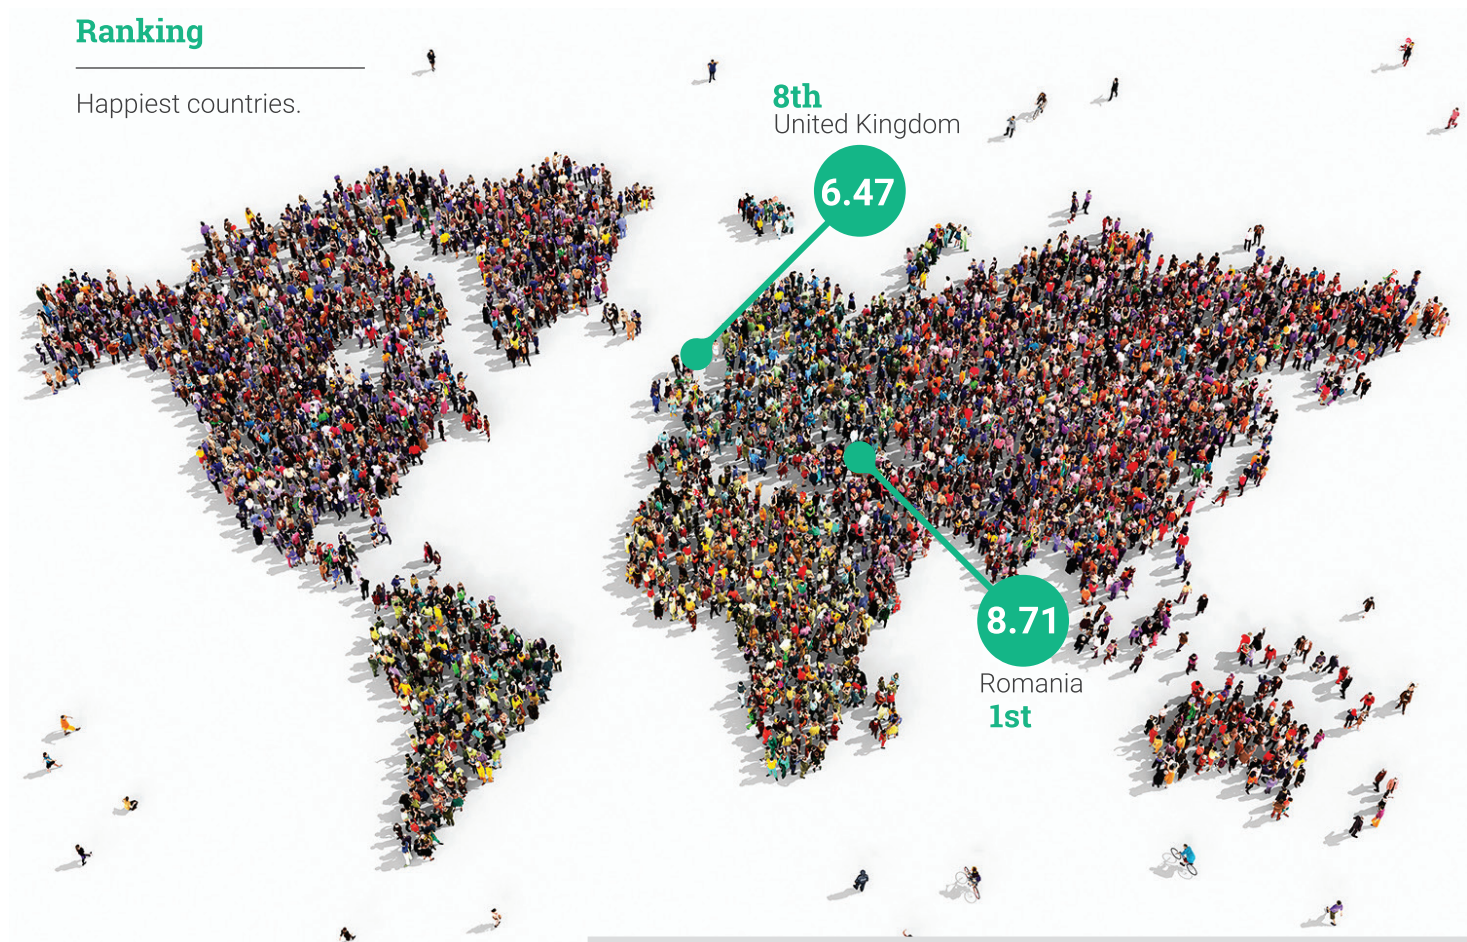 Ranking
Happiest countries.
8th
United Kingdom
6.47
8.71
Romania
1st